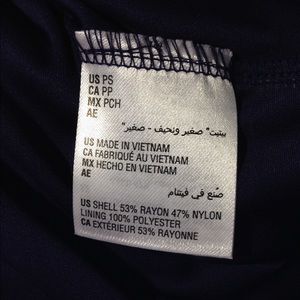 US PS
CA PP
MX PCH
AE
بيتيت" صغير ونحيف - صغير"
US MADE IN VIETNAM
CA FABRIQUÉ AU VIETNAM
MX HECHO EN VIETNAM
AE
صنع في فيتنام
US SHELL 53% RAYON 47% NYLON
LINING 100% POLYESTER
CA EXTÉRIEUR 53% RAYONNE